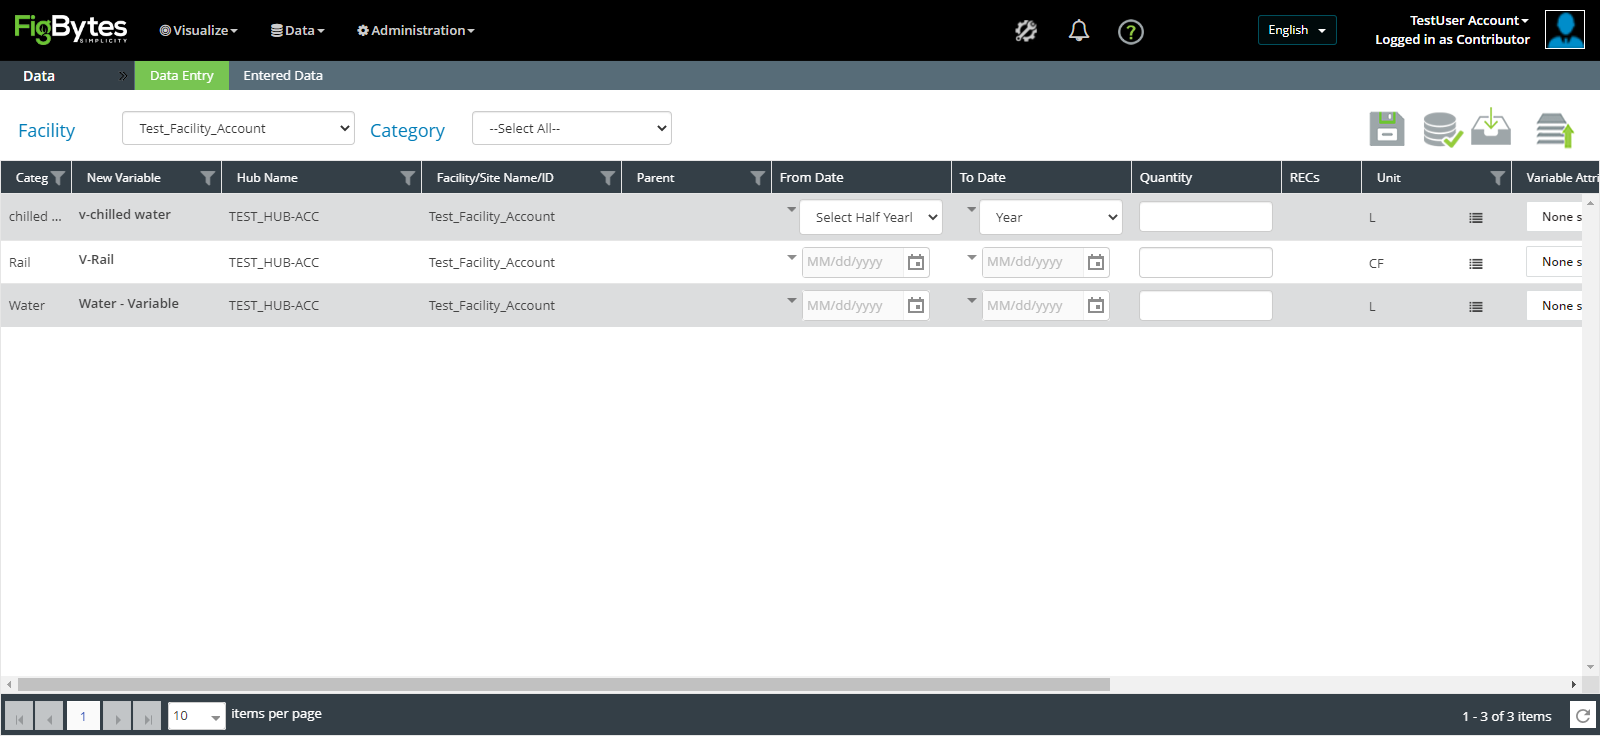 FigBytes
SIMPLICITY
Visualize
Data
Administration
?
English
TestUser Account
Logged in as Contributor
Data
Data Entry
Entered Data
Facility
Test_Facility_Account
Category
--Select All--
Categ New Variable Hub Name Facility/Site Name/ID Parent From Date To Date Quantity RECs Unit Variable Attri
chilled ... v-chilled water TEST_HUB-ACC Test_Facility_Account Select Half Yearl Year L None s
Rail V-Rail TEST_HUB-ACC Test_Facility_Account MM/dd/yyyy MM/dd/yyyy CF None s
Water Water - Variable TEST_HUB-ACC Test_Facility_Account MM/dd/yyyy MM/dd/yyyy L None s
1 10 items per page 1 - 3 of 3 items